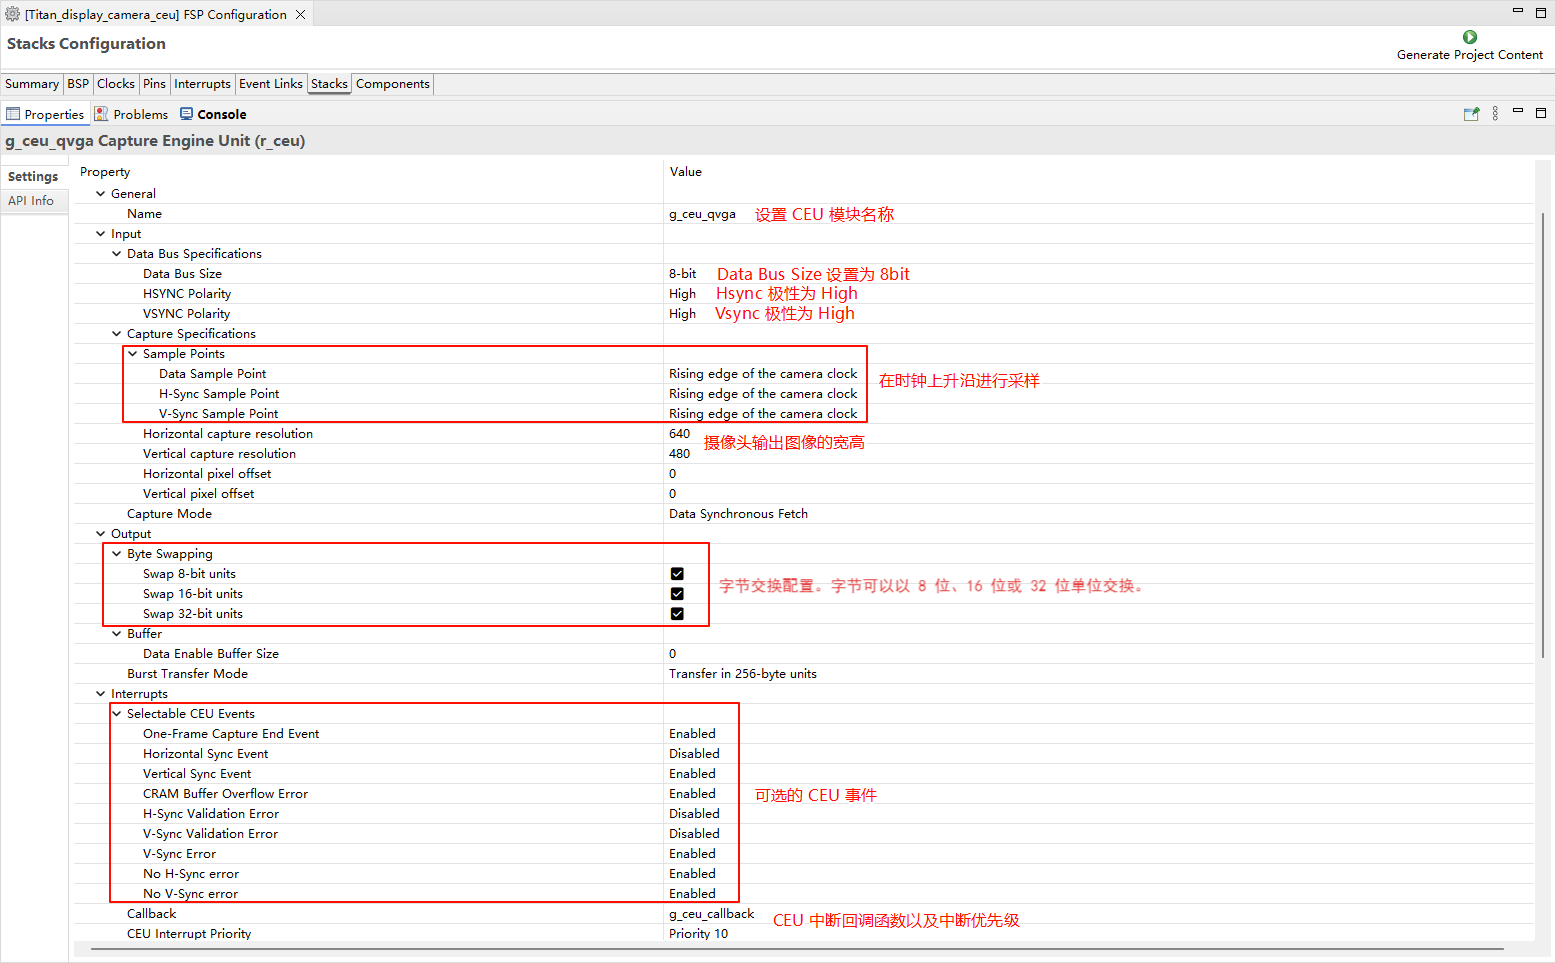 [Titan_display_camera_ceu] FSP Configuration
Stacks Configuration
Generate Project Content
Summary BSP Clocks Pins Interrupts Event Links Stacks Components
Properties Problems Console
g_ceu_qvga Capture Engine Unit (r_ceu)
Settings
API Info
Property Value
General
Name g_ceu_qvga 设置 CEU 模块名称
Input
Data Bus Specifications
Data Bus Size 8-bit Data Bus Size 设置为 8bit
HSYNC Polarity High Hsync 极性为 High
VSYNC Polarity High Vsync 极性为 High
Capture Specifications
Sample Points
Data Sample Point Rising edge of the camera clock
在时钟上升沿进行采样
H-Sync Sample Point Rising edge of the camera clock
V-Sync Sample Point Rising edge of the camera clock
Horizontal capture resolution 640
摄像头输出图像的宽高
Vertical capture resolution 480
Horizontal pixel offset 0
Vertical pixel offset 0
Capture Mode Data Synchronous Fetch
Output
Byte Swapping
Swap 8-bit units
字节交换配置。字节可以以 8 位、16 位或 32 位单位交换。
Swap 16-bit units
Swap 32-bit units
Buffer
Data Enable Buffer Size 0
Burst Transfer Mode Transfer in 256-byte units
Interrupts
Selectable CEU Events
One-Frame Capture End Event Enabled
Horizontal Sync Event Disabled
Vertical Sync Event Enabled
CRAM Buffer Overflow Error Enabled 可选的 CEU 事件
H-Sync Validation Error Disabled
V-Sync Validation Error Disabled
V-Sync Error Enabled
No H-Sync error Enabled
No V-Sync error Enabled
Callback g_ceu_callback CEU 中断回调函数以及中断优先级
CEU Interrupt Priority Priority 10